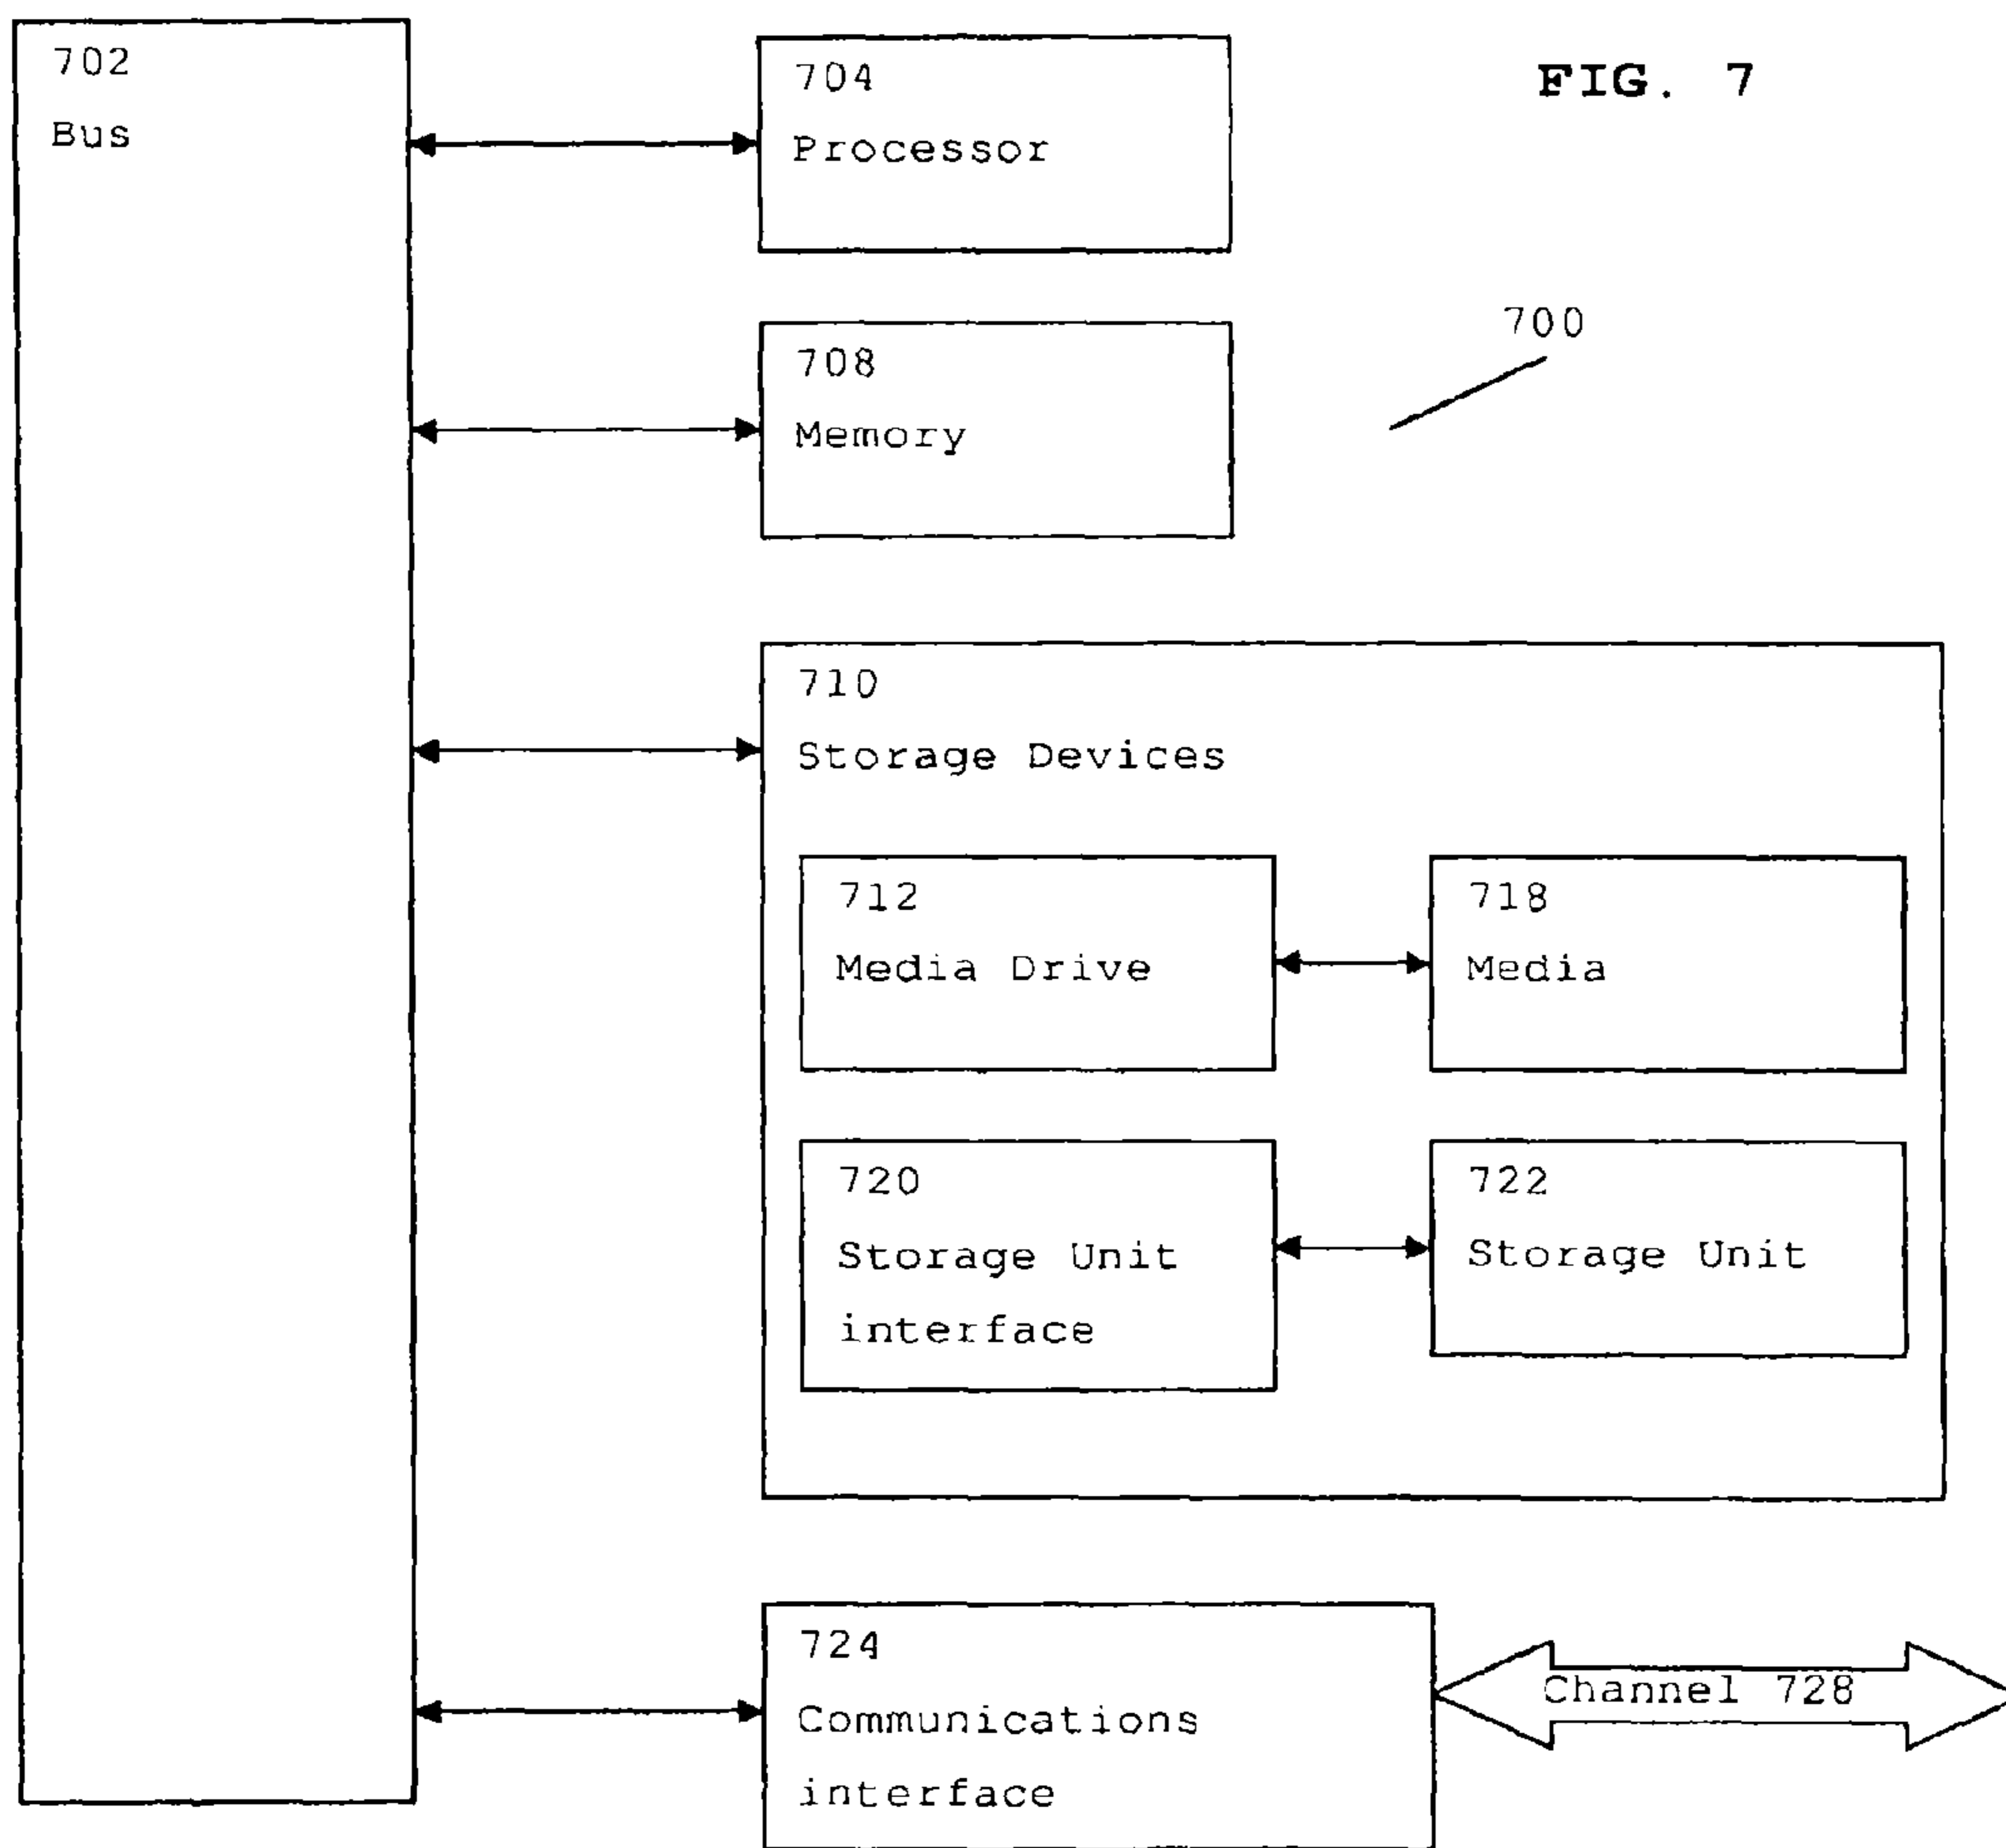 702
Bus
704
Processor
FIG. 7
700
708
Memory
710
Storage Devices
712
Media Drive
718
Media
720
Storage Unit
interface
722
Storage Unit
724
Communications
interface
Channel 728